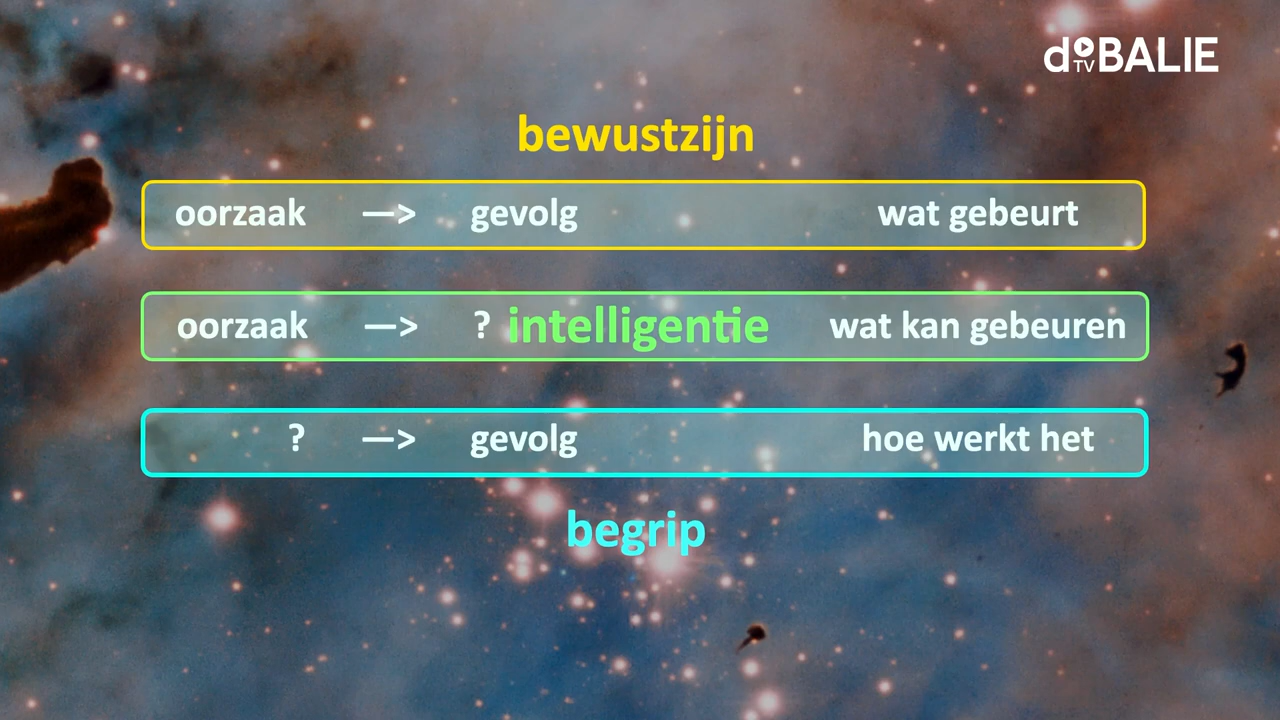 deBALIE
TV
bewustzijn
oorzaak —> gevolg wat gebeurt
oorzaak —> ? intelligentie wat kan gebeuren
? —> gevolg hoe werkt het
begrip